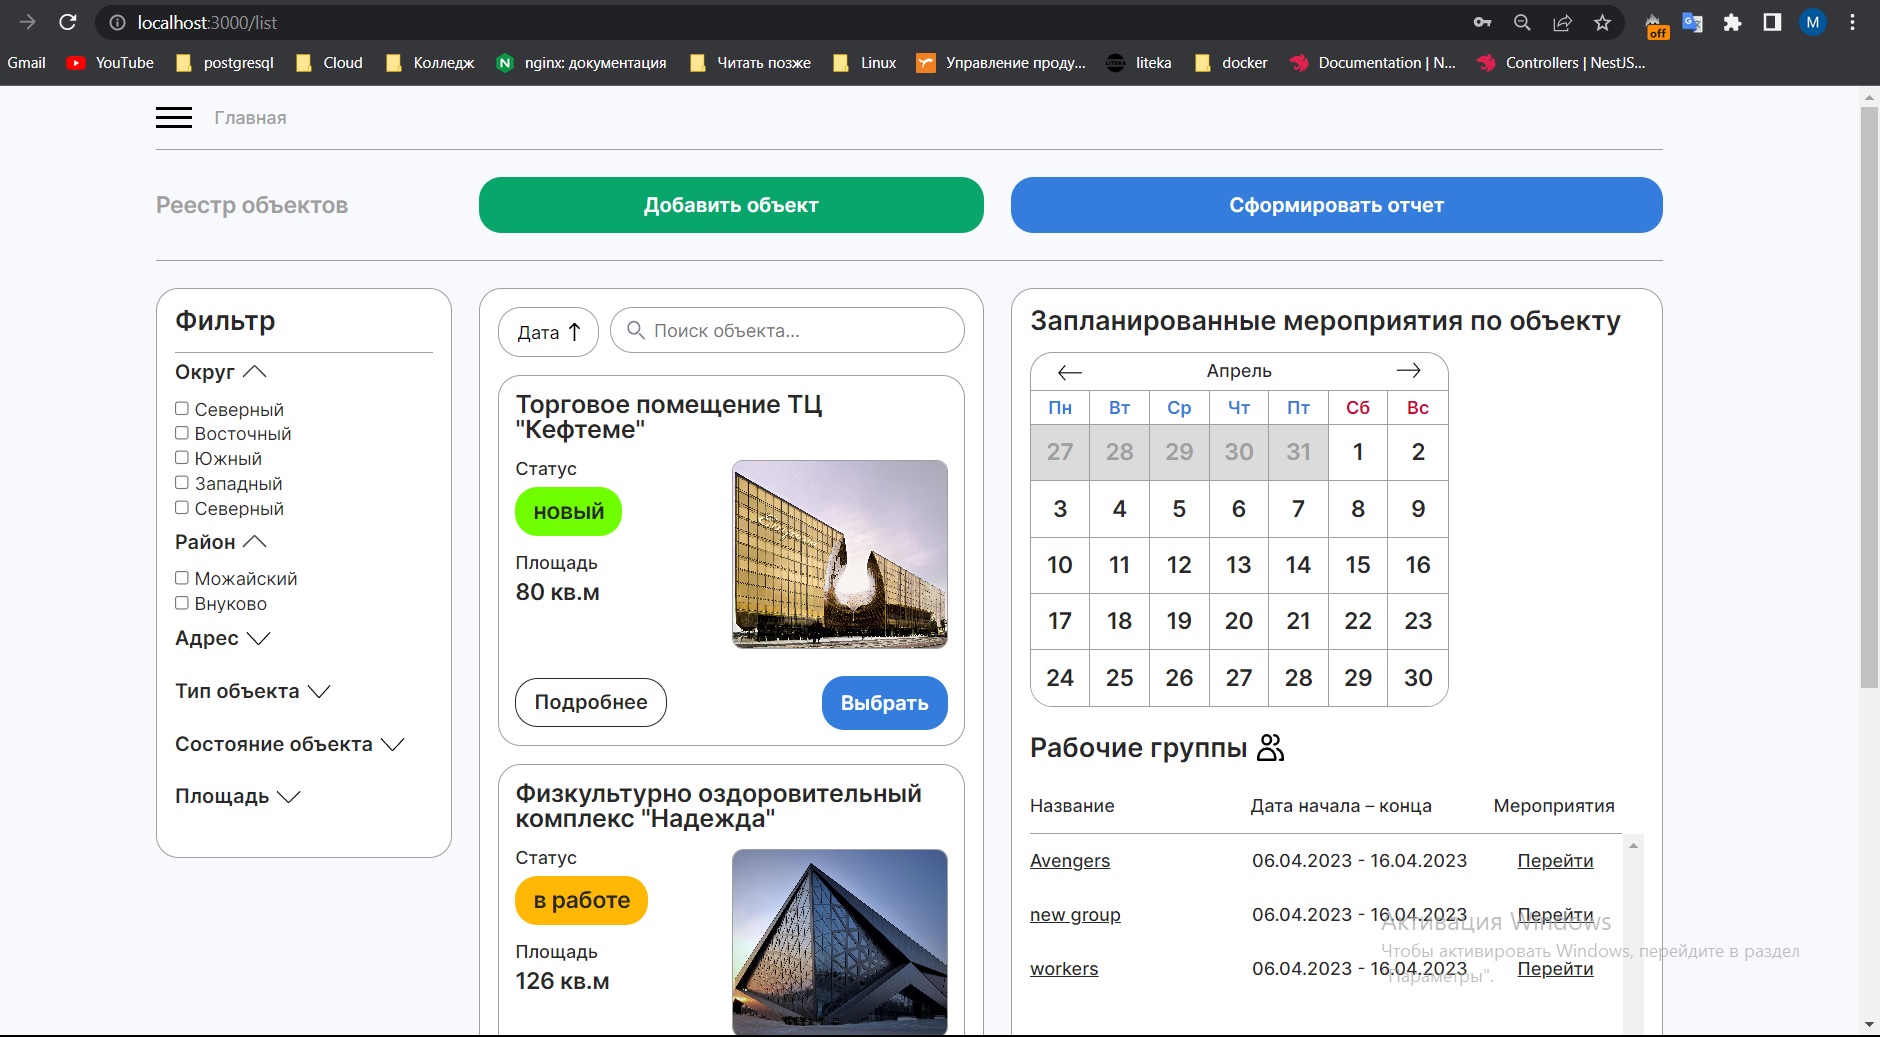 localhost:3000/list
off
M
Gmail
YouTube
postgresql
Cloud
Колледж
nginx: документация
Читать позже
Linux
Управление проду...
liteka
docker
Documentation | N...
Controllers | NestJS...
Главная
Реестр объектов
Добавить объект
Сформировать отчет
Фильтр
Округ
Северный
Восточный
Южный
Западный
Северный
Район
Можайский
Внуково
Адрес
Тип объекта
Состояние объекта
Площадь
Дата
Поиск объекта...
Торговое помещение ТЦ
"Кефтеме"
Статус
новый
Площадь
80 кв.м
Подробнее
Выбрать
Физкультурно оздоровительный
комплекс "Надежда"
Статус
в работе
Площадь
126 кв.м
Запланированные мероприятия по объекту
Апрель
Пн Вт Ср Чт Пт Сб Вс
27 28 29 30 31 1 2
3 4 5 6 7 8 9
10 11 12 13 14 15 16
17 18 19 20 21 22 23
24 25 26 27 28 29 30
Рабочие группы
Название Дата начала – конца Мероприятия
Avengers 06.04.2023 - 16.04.2023 Перейти
new group 06.04.2023 - 16.04.2023 Перейти
workers 06.04.2023 - 16.04.2023 Перейти
Активация Windows
Чтобы активировать Windows, перейдите в раздел
"Параметры".